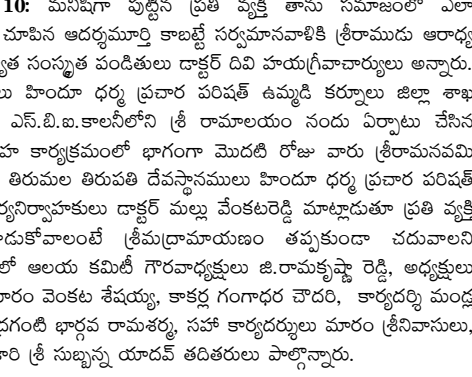 10: మనిషిగా పుట్టిన ప్రతి వ్యక్తి తాను సమాజంలో ఎలా
చూపిన ఆదర్శమూర్తి కాబట్టే సర్వమానవాళికి శ్రీరాముడు ఆరాధ్య
్యత సంస్కృత పండితులు డాక్టర్ దివి హయగ్రీవాచార్యులు అన్నారు.
లు హిందూ ధర్మ ప్రచార పరిషత్ ఉమ్మడి కర్నూలు జిల్లా శాఖ
ఎస్.బి.ఐ.కాలనీలోని శ్రీ రామాలయం నందు ఏర్పాటు చేసిన
హ కార్యక్రమంలో భాగంగా మొదటి రోజు వారు శ్రీరామనవమి
తిరుమల తిరుపతి దేవస్థానములు హిందూ ధర్మ ప్రచార పరిషత్
ర్యనిర్వాహకులు డాక్టర్ మల్లు వేంకటరెడ్డి మాట్లాడుతూ ప్రతి వ్యక్తి
డుకోవాలంటే శ్రీమద్రామాయణం తప్పకుండా చదువాలని
లో ఆలయ కమిటీ గౌరవాధ్యక్షులు జి.రామకృష్ణా రెడ్డి, అధ్యక్షులు
మారం వెంకట శేషయ్య, కాకర్ల గంగాధర చౌదరి, కార్యదర్శి మండ్ల
ద్రగంటి భార్గవ రామశర్మ, సహా కార్యదర్శులు మారం శ్రీనివాసులు,
కారి శ్రీ సుబ్బన్న యాదవ్ తదితరులు పాల్గొన్నారు.